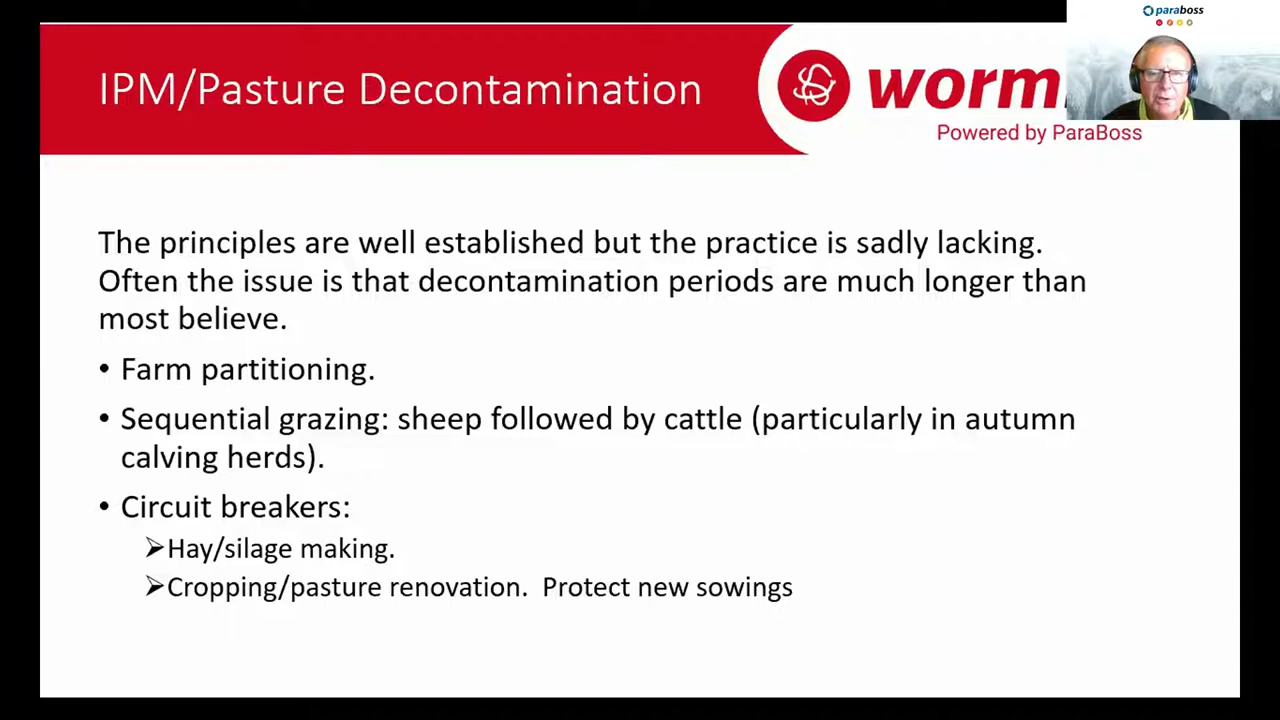 paraboss
IPM/Pasture Decontamination
worm
Powered by ParaBoss
The principles are well established but the practice is sadly lacking.
Often the issue is that decontamination periods are much longer than
most believe.
• Farm partitioning.
• Sequential grazing: sheep followed by cattle (particularly in autumn
calving herds).
• Circuit breakers:
➢Hay/silage making.
➢Cropping/pasture renovation.  Protect new sowings